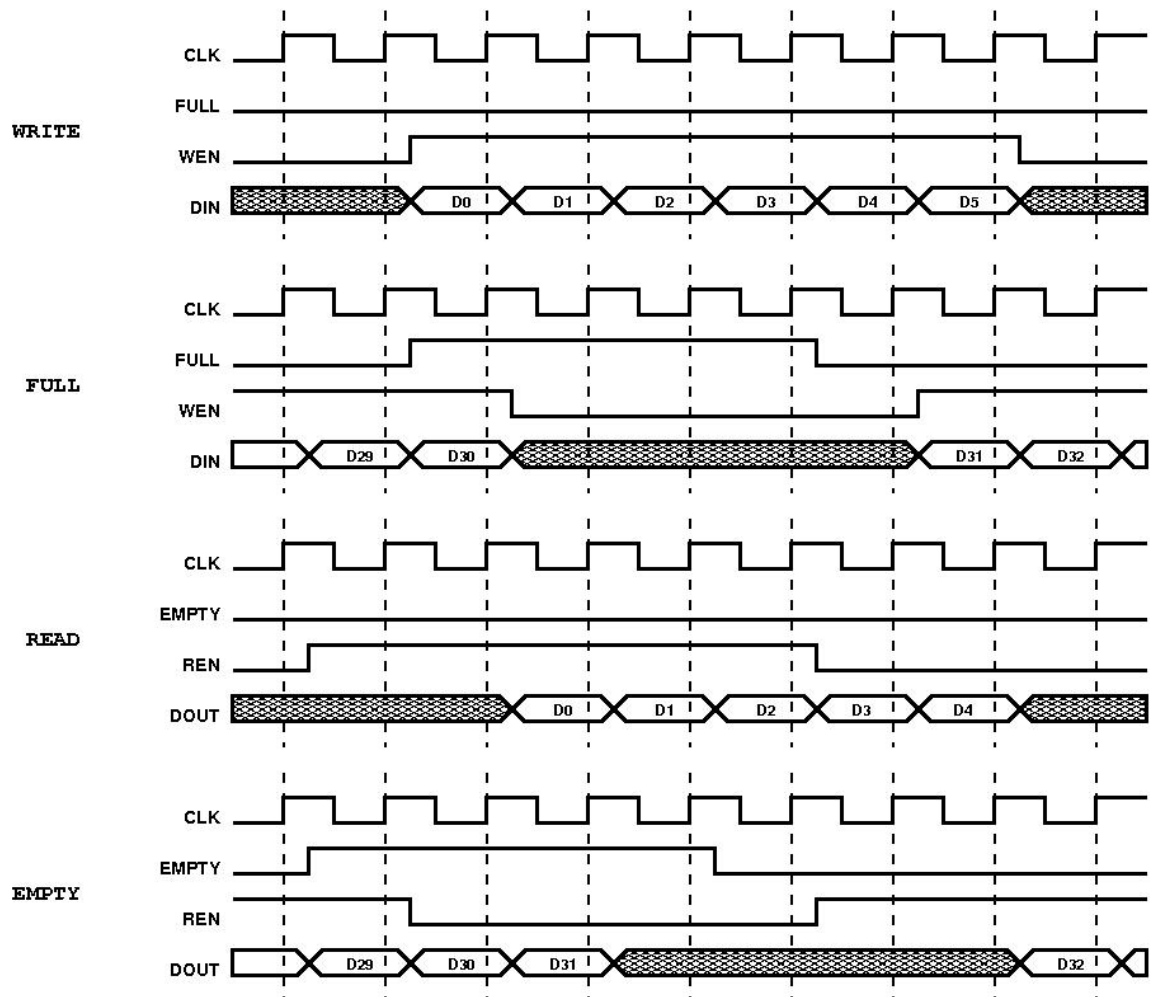 CLK
FULL
WRITE
WEN
DIN D0 D1 D2 D3 D4 D5
CLK
FULL
FULL
WEN
DIN D29 D30 D31 D32
CLK
EMPTY
READ
REN
DOUT D0 D1 D2 D3 D4
CLK
EMPTY
EMPTY
REN
DOUT D29 D30 D31 D32